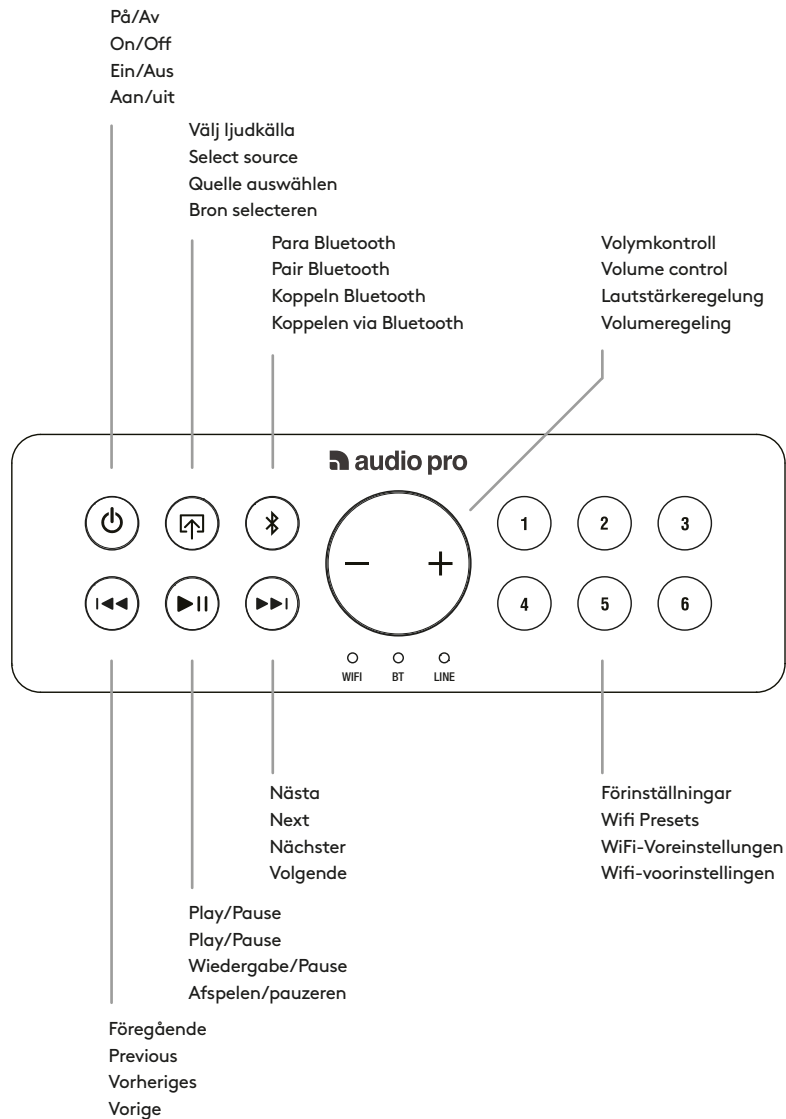 På/Av
On/Off
Ein/Aus
Aan/uit
Välj ljudkälla
Select source
Quelle auswählen
Bron selecteren
Para Bluetooth
Pair Bluetooth
Koppeln Bluetooth
Koppelen via Bluetooth
Volymkontroll
Volume control
Lautstärkeregelung
Volumeregeling
audio pro
1 2 3
4 5 6
WIFI BT LINE
Nästa
Next
Nächster
Volgende
Förinställningar
Wifi Presets
WiFi-Voreinstellungen
Wifi-voorinstellingen
Play/Pause
Play/Pause
Wiedergabe/Pause
Afspelen/pauzeren
Föregående
Previous
Vorheriges
Vorige